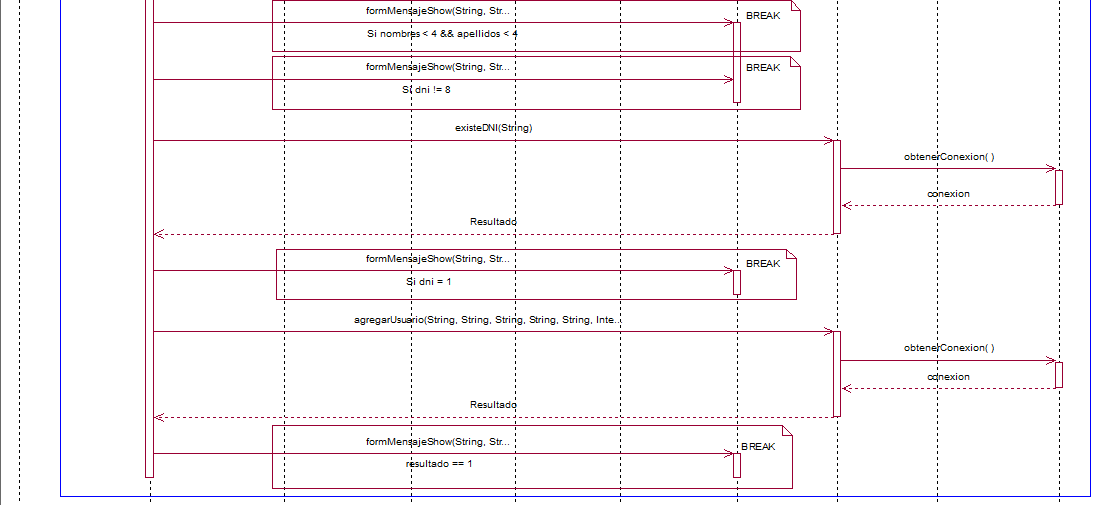 formMensajeShow(String, Str...
BREAK
Si nombres < 4 && apellidos < 4
formMensajeShow(String, Str...
BREAK
Si dni != 8
existeDNI(String)
obtenerConexion( )
conexion
Resultado
formMensajeShow(String, Str...
BREAK
Si dni = 1
agregarUsuario(String, String, String, String, String, Inte...
obtenerConexion( )
conexion
Resultado
formMensajeShow(String, Str...
BREAK
resultado == 1